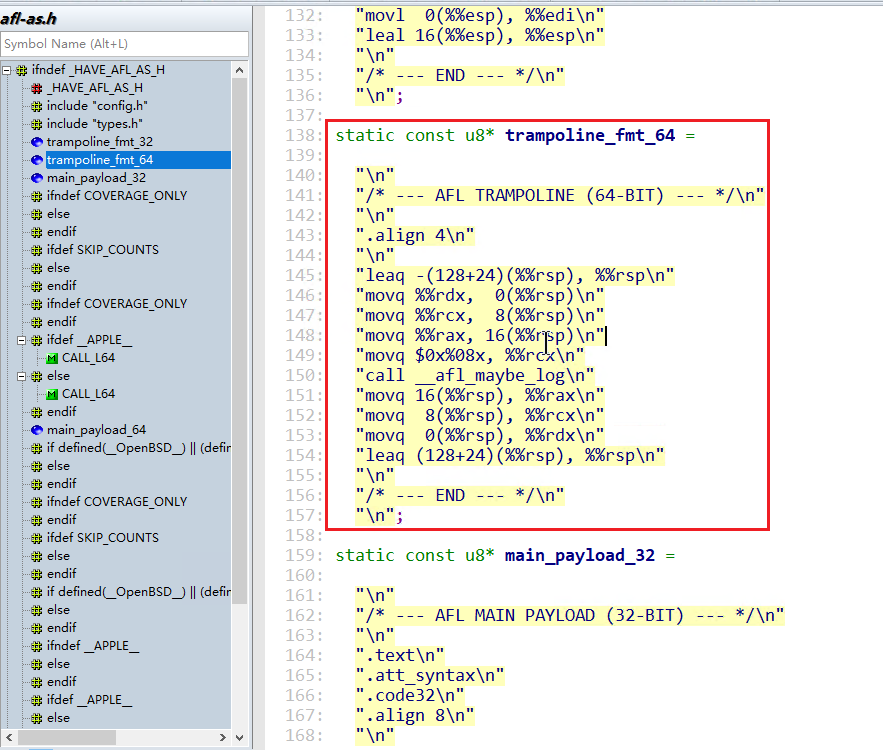 afl-as.h
Symbol Name (Alt+L)
ifndef _HAVE_AFL_AS_H
_HAVE_AFL_AS_H
include "config.h"
include "types.h"
trampoline_fmt_32
trampoline_fmt_64
main_payload_32
ifndef COVERAGE_ONLY
else
endif
ifdef SKIP_COUNTS
else
endif
ifndef COVERAGE_ONLY
endif
ifdef __APPLE__
CALL_L64
else
CALL_L64
endif
main_payload_64
if defined(__OpenBSD__) || (defir
else
endif
ifndef COVERAGE_ONLY
endif
ifdef SKIP_COUNTS
else
endif
if defined(__OpenBSD__) || (defir
else
endif
ifndef __APPLE__
else
endif
ifdef __APPLE__
else
132: "movl  0(%%esp), %%edi\n"
133: "leal 16(%%esp), %%esp\n"
134: "\n"
135: "/* --- END --- */\n"
136: "\n";
137:
138: static const u8* trampoline_fmt_64 =
139:
140: "\n"
141: "/* --- AFL TRAMPOLINE (64-BIT) --- */\n"
142: "\n"
143: ".align 4\n"
144: "\n"
145: "leaq -(128+24)(%%rsp), %%rsp\n"
146: "movq %%rdx,  0(%%rsp)\n"
147: "movq %%rcx,  8(%%rsp)\n"
148: "movq %%rax, 16(%%rsp)\n"
149: "movq $0x%08x, %%rcx\n"
150: "call __afl_maybe_log\n"
151: "movq 16(%%rsp), %%rax\n"
152: "movq  8(%%rsp), %%rcx\n"
153: "movq  0(%%rsp), %%rdx\n"
154: "leaq (128+24)(%%rsp), %%rsp\n"
155: "\n"
156: "/* --- END --- */\n"
157: "\n";
158:
159: static const u8* main_payload_32 =
160:
161: "\n"
162: "/* --- AFL MAIN PAYLOAD (32-BIT) --- */\n"
163: "\n"
164: ".text\n"
165: ".att_syntax\n"
166: ".code32\n"
167: ".align 8\n"
168: "\n"